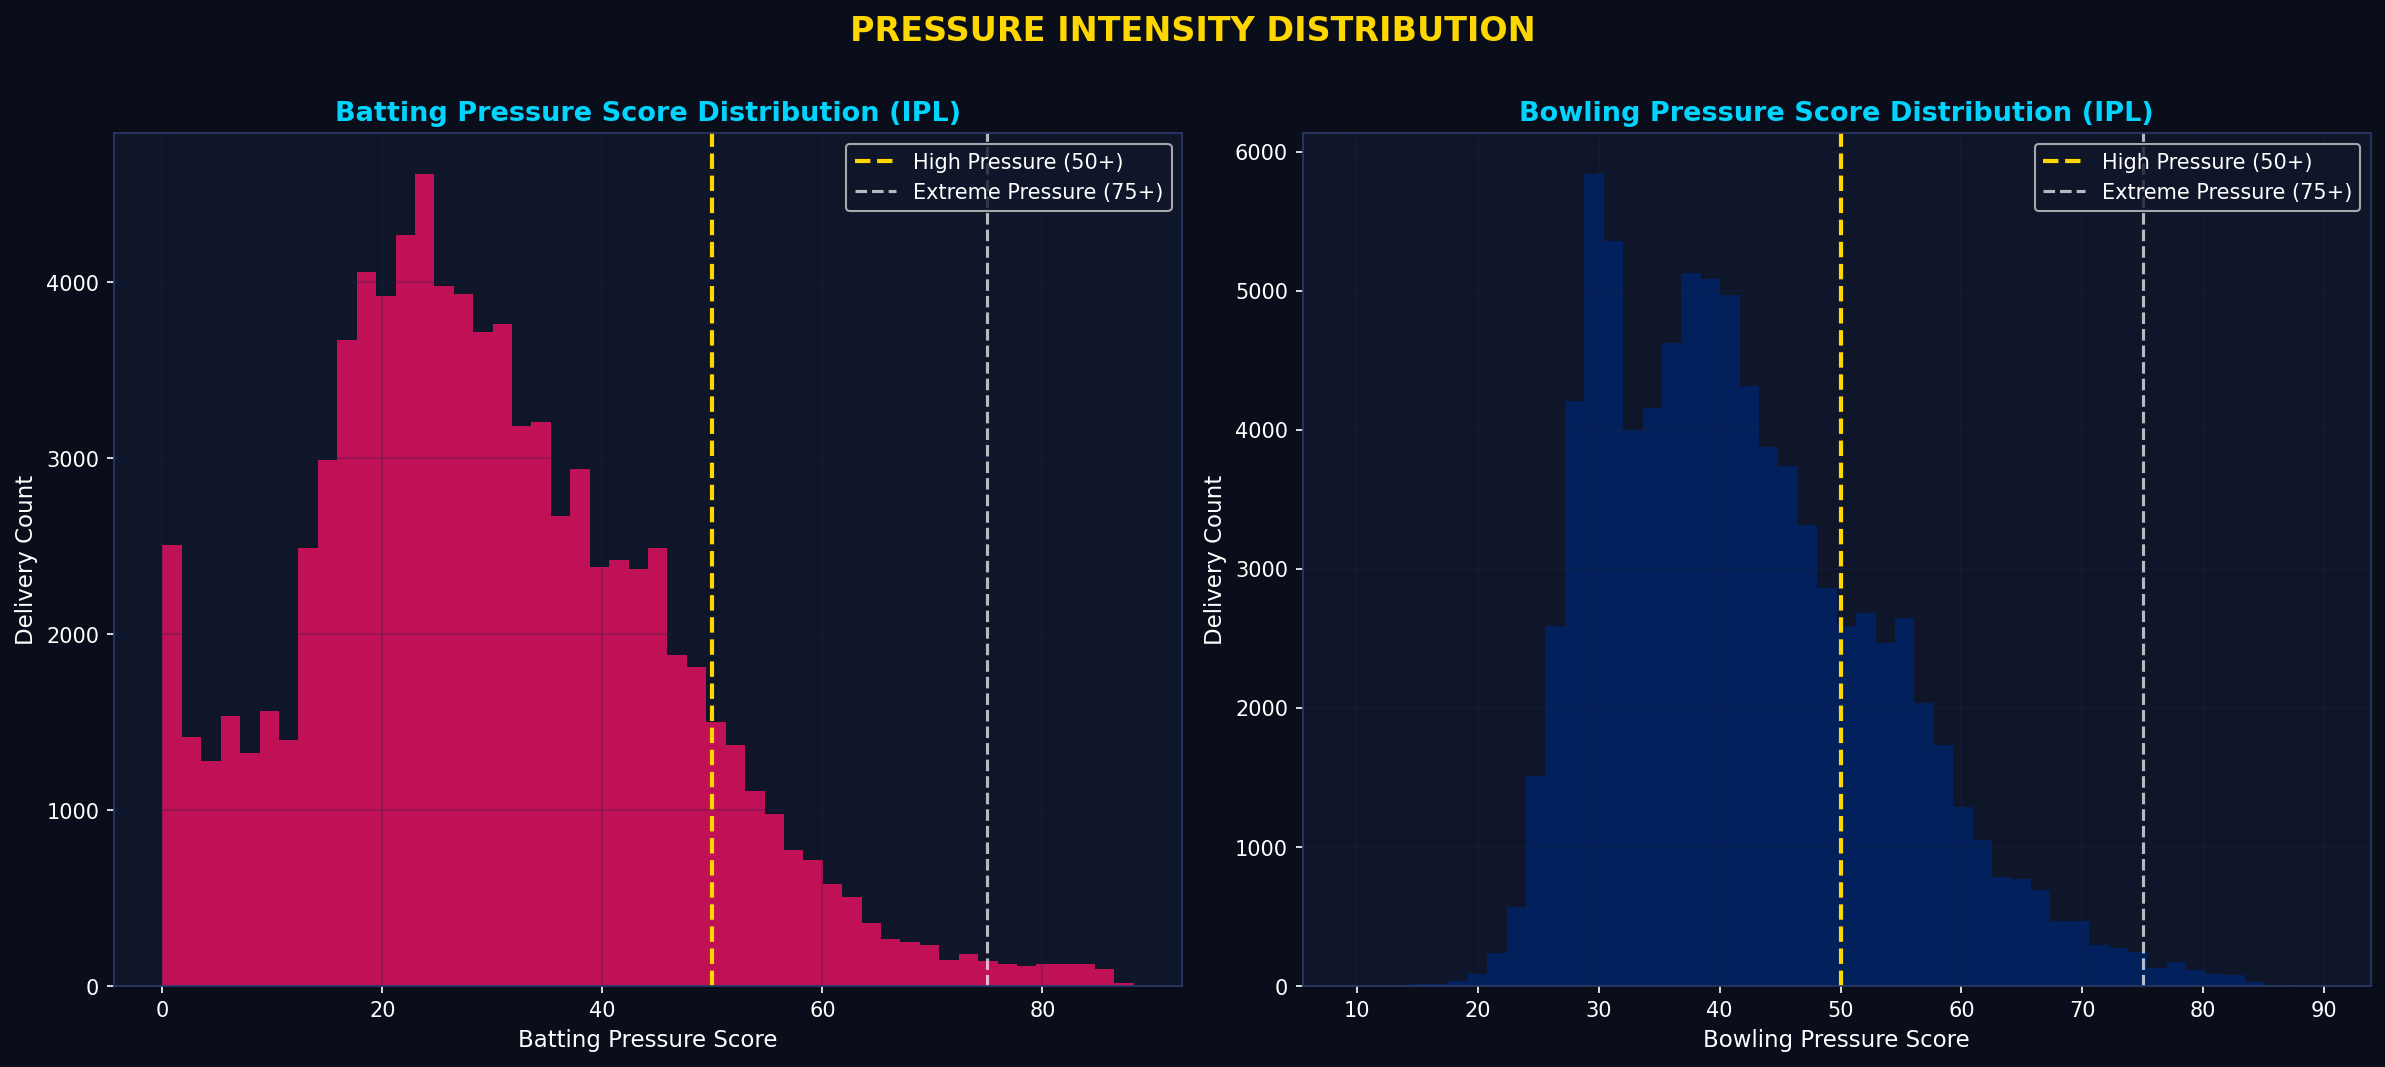 PRESSURE INTENSITY DISTRIBUTION
Batting Pressure Score Distribution (IPL)
High Pressure (50+)
Extreme Pressure (75+)
Delivery Count
4000
3000
2000
1000
0
0 20 40 60 80
Batting Pressure Score
Bowling Pressure Score Distribution (IPL)
High Pressure (50+)
Extreme Pressure (75+)
Delivery Count
6000
5000
4000
3000
2000
1000
0
10 20 30 40 50 60 70 80 90
Bowling Pressure Score